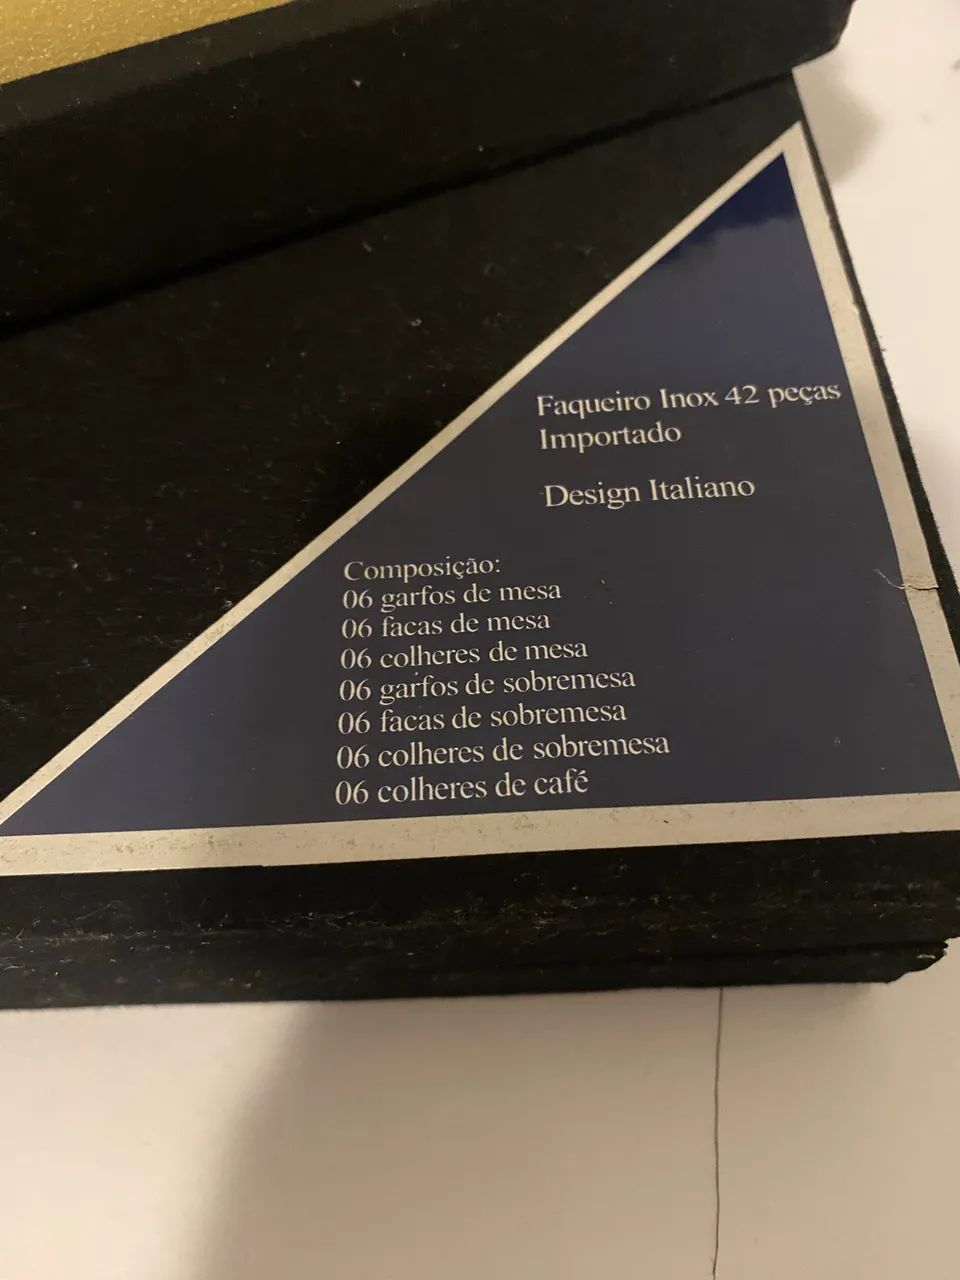 Faqueiro Inox 42 peças
Importado
Design Italiano
Composição:
06 garfos de mesa
06 facas de mesa
06 colheres de mesa
06 garfos de sobremesa
06 facas de sobremesa
06 colheres de sobremesa
06 colheres de café